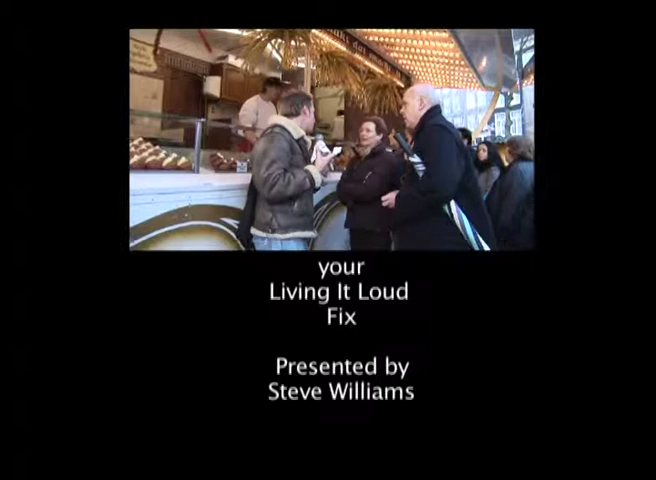 your
Living It Loud
Fix
Presented by
Steve Williams